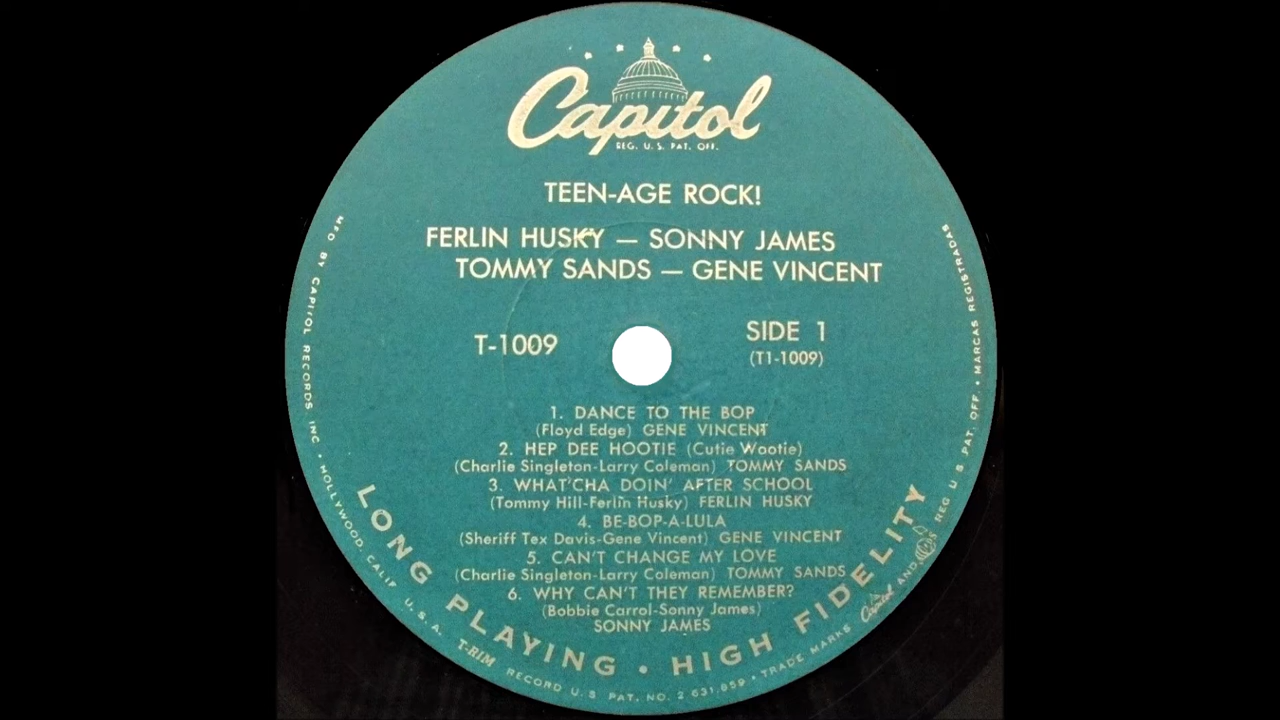 Capitol
REG. U.S. PAT. OFF.
TEEN-AGE ROCK!
FERLIN HUSKY — SONNY JAMES
TOMMY SANDS — GENE VINCENT
T-1009
SIDE 1
(T1-1009)
1. DANCE TO THE BOP
(Floyd Edge) GENE VINCENT
2. HEP DEE HOOTIE (Cutie Wootie)
(Charlie Singleton-Larry Coleman) TOMMY SANDS
3. WHAT'CHA DOIN' AFTER SCHOOL
(Tommy Hill-Ferlin Husky) FERLIN HUSKY
4. BE-BOP-A-LULA
(Sheriff Tex Davis-Gene Vincent) GENE VINCENT
5. CAN'T CHANGE MY LOVE
(Charlie Singleton-Larry Coleman) TOMMY SANDS
6. WHY CAN'T THEY REMEMBER?
(Bobbie Carrol-Sonny James)
SONNY JAMES
LONG PLAYING • HIGH FIDELITY
MFD BY CAPITOL RECORDS, INC • HOLLYWOOD, CALIF U.S.A. T-RIM RECORD U.S PAT. NO. 2 631,859 • TRADE MARKS Capitol AND REG U S PAT. OFF. • MARCAS REGISTRADAS